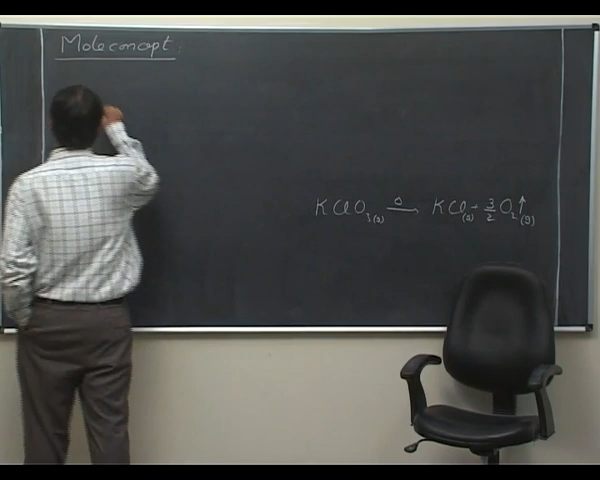 Mole concept:
KClO3(s) Δ→ KCl(s) + 3/2 O2↑(g)